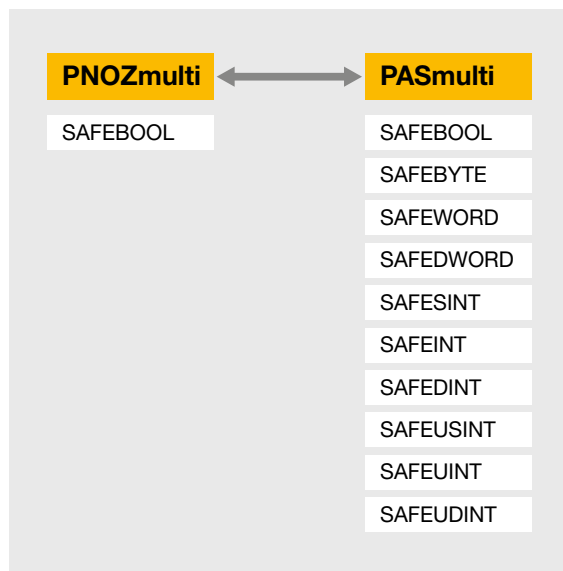 PNOZmulti
SAFEBOOL
PASmulti
SAFEBOOL
SAFEBYTE
SAFEWORD
SAFEDWORD
SAFESINT
SAFEINT
SAFEDINT
SAFEUSINT
SAFEUINT
SAFEUDINT